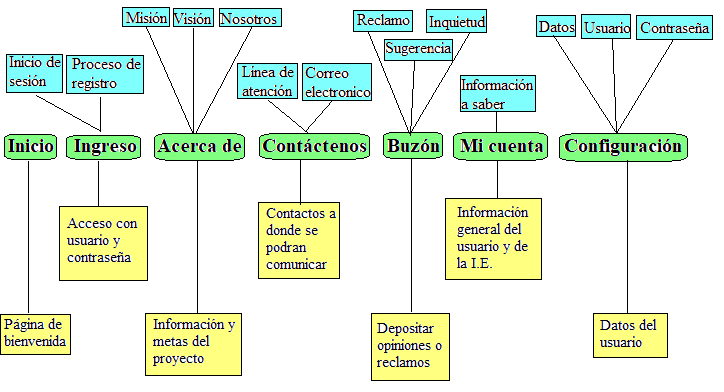 Misión
Visión
Nosotros
Reclamo
Inquietud
Sugerencia
Datos
Usuario
Contraseña
Inicio de
sesión
Proceso de
registro
Línea de
atención
Correo
electronico
Información
a saber
Inicio
Ingreso
Acerca de
Contáctenos
Buzón
Mi cuenta
Configuración
Acceso con
usuario y
contraseña
Contactos a
donde se
podran
comunicar
Información
general del
usuario y de
la I.E.
Página de
bienvenida
Información y
metas del
proyecto
Depositar
opiniones o
reclamos
Datos del
usuario